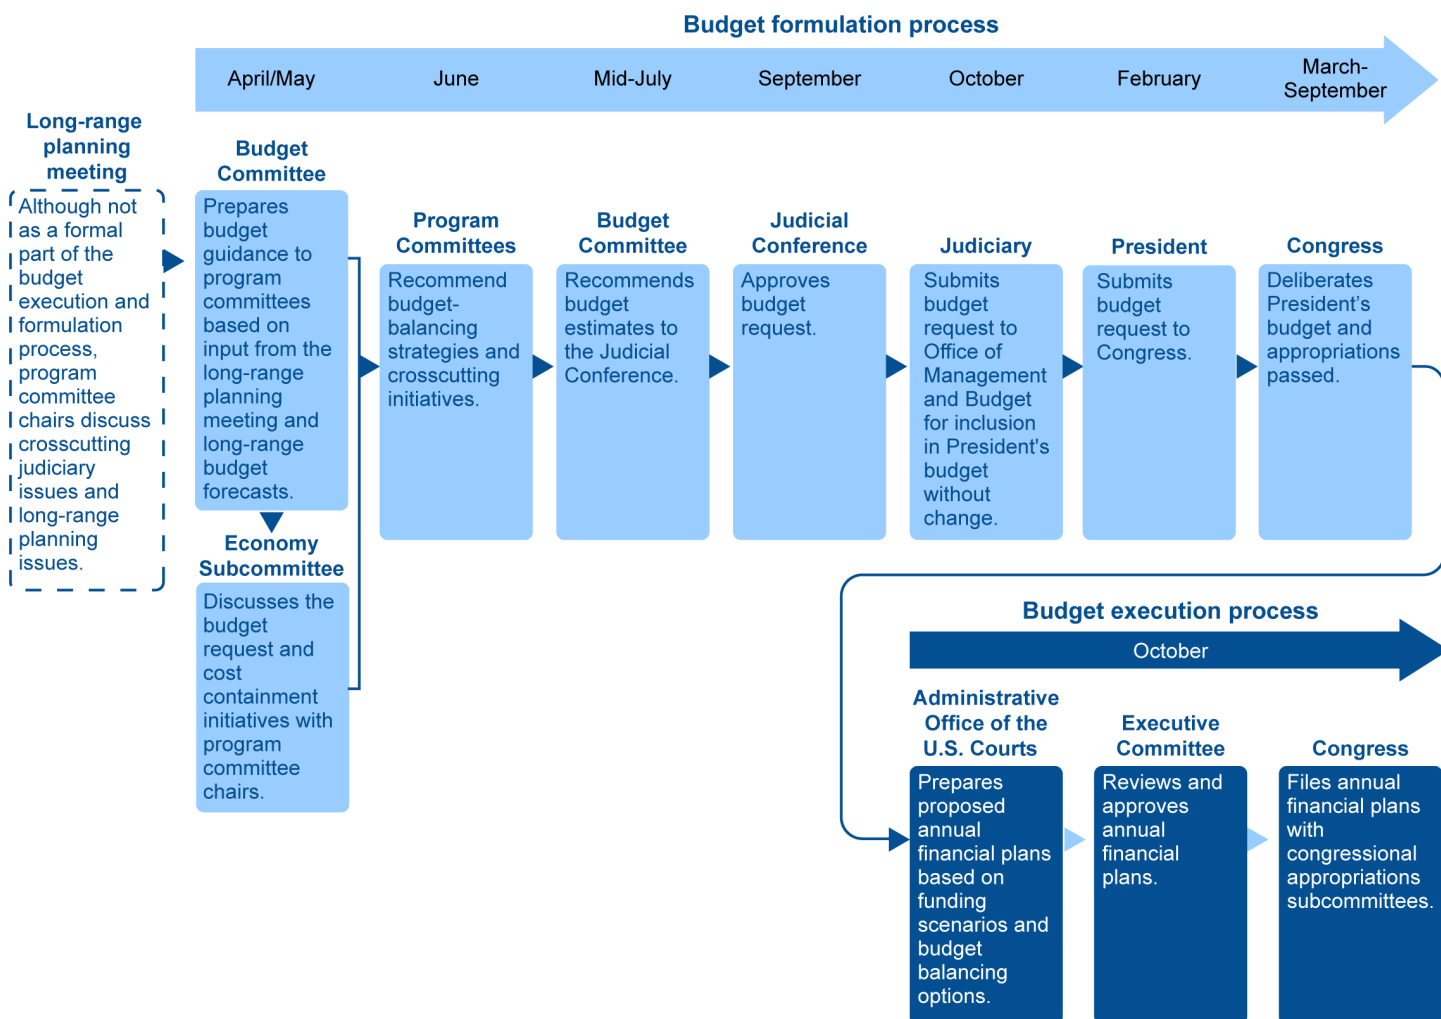 Budget formulation process
April/May
June
Mid-July
September
October
February
March-
September
Long-range
planning
meeting
Although not
as a formal
part of the
budget
execution and
formulation
process,
program
committee
chairs discuss
crosscutting
judiciary
issues and
long-range
planning
issues.
Budget
Committee
Prepares
budget
guidance to
program
committees
based on
input from the
long-range
planning
meeting and
long-range
budget
forecasts.
Economy
Subcommittee
Discusses the
budget
request and
cost
containment
initiatives with
program
committee
chairs.
Program
Committees
Recommend
budget-
balancing
strategies and
crosscutting
initiatives.
Budget
Committee
Recommends
budget
estimates to
the Judicial
Conference.
Judicial
Conference
Approves
budget
request.
Judiciary
Submits
budget
request to
Office of
Management
and Budget
for inclusion
in President's
budget
without
change.
President
Submits
budget
request to
Congress.
Congress
Deliberates
President’s
budget and
appropriations
passed.
Budget execution process
October
Administrative
Office of the
U.S. Courts
Prepares
proposed
annual
financial plans
based on
funding
scenarios and
budget
balancing
options.
Executive
Committee
Reviews and
approves
annual
financial
plans.
Congress
Files annual
financial plans
with
congressional
appropriations
subcommittees.